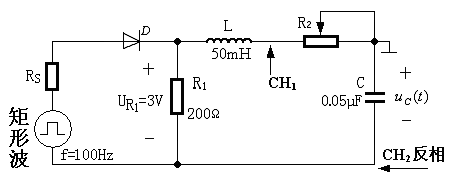 D
L
50mH
R2
RS
+
UR1=3V
−
R1
200Ω
CH1
C
0.05μF
+
uC(t)
−
矩形波
f=100Hz
CH2反相